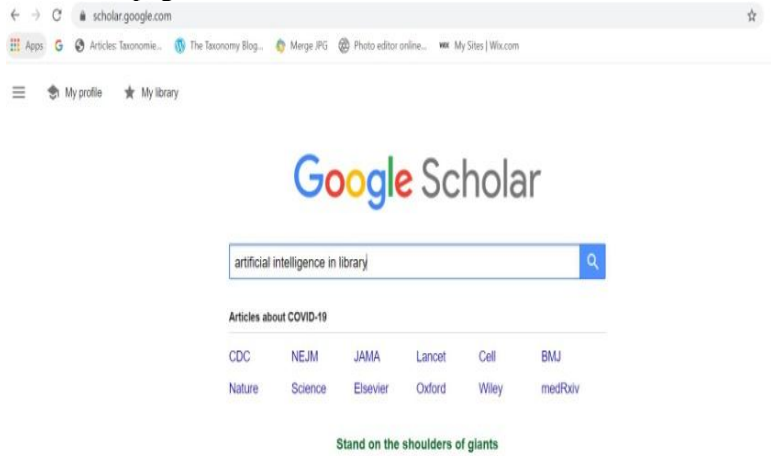 scholar.google.com
Apps G Articles: Taxonomie... The Taxonomy Blog... Merge JPG Photo editor online... WIX My Sites | Wix.com
My profile My library
Google Scholar
artificial intelligence in library
Articles about COVID-19
CDC NEJM JAMA Lancet Cell BMJ
Nature Science Elsevier Oxford Wiley medRxiv
Stand on the shoulders of giants